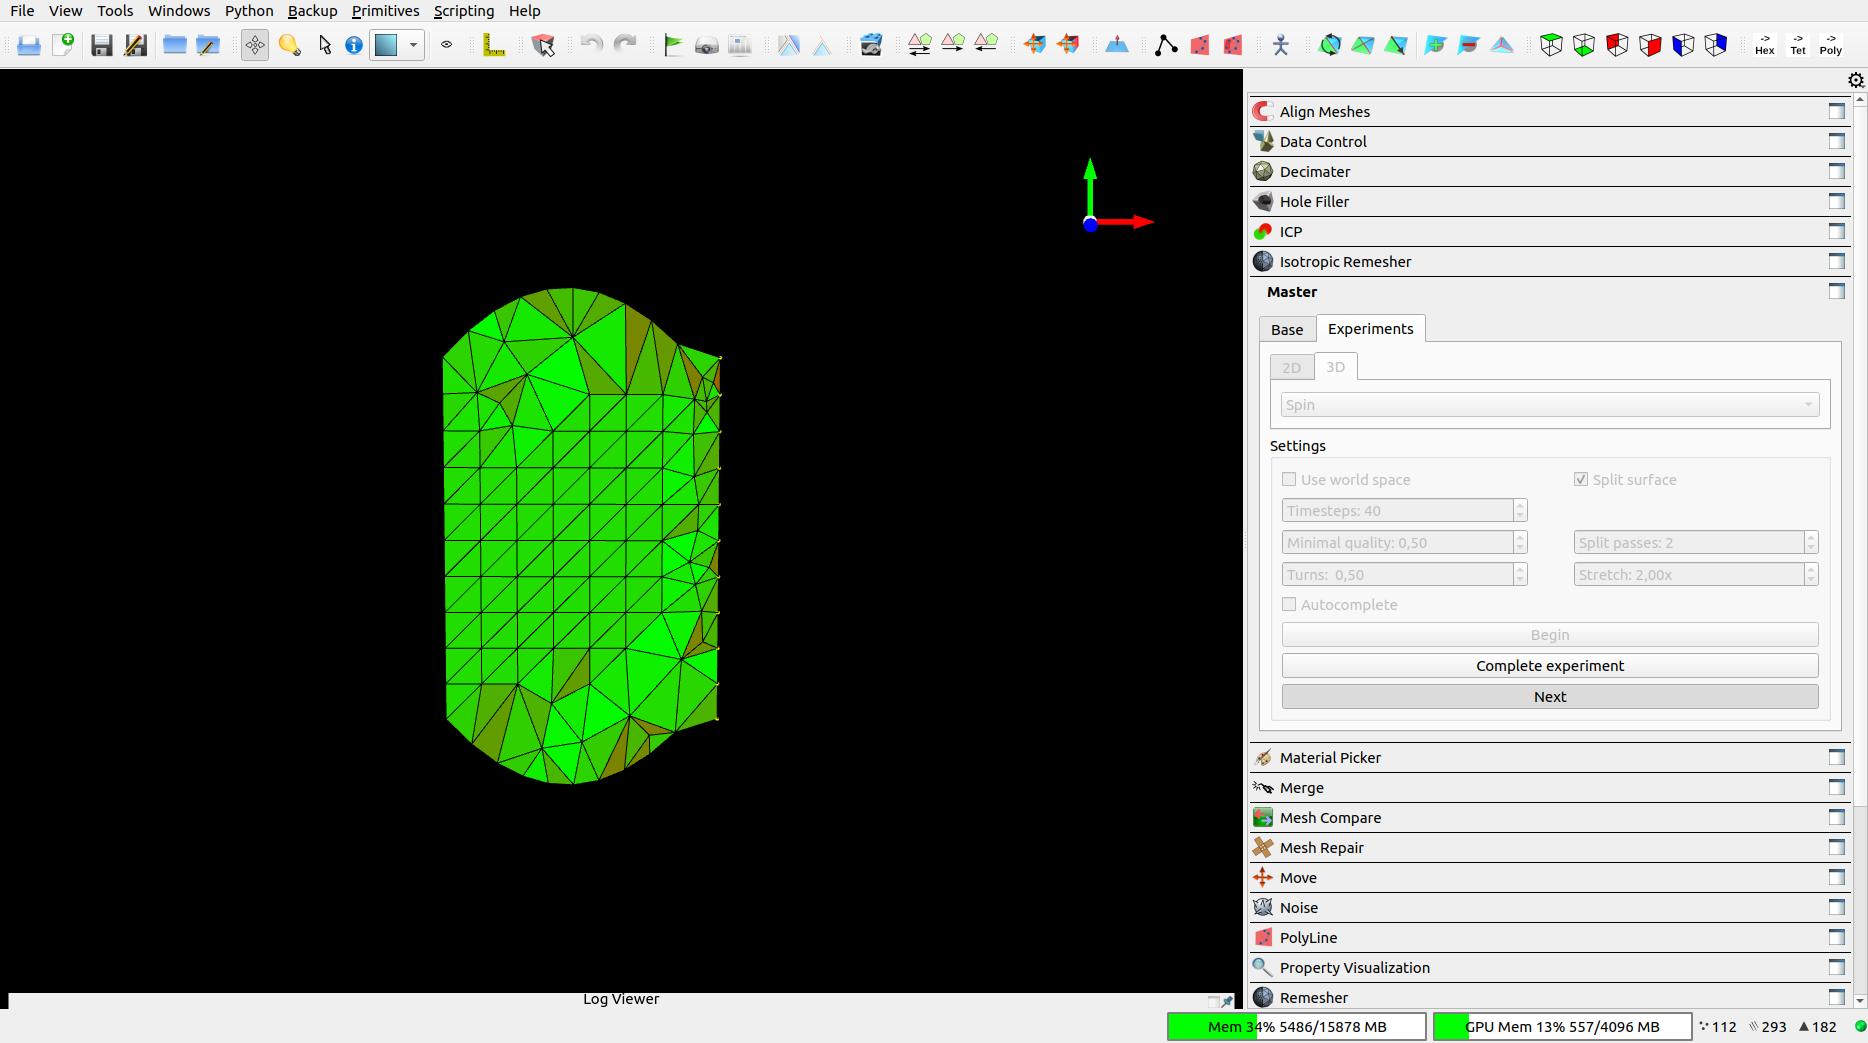 File View Tools Windows Python Backup Primitives Scripting Help
-> Hex -> Tet -> Poly
Align Meshes
Data Control
Decimater
Hole Filler
ICP
Isotropic Remesher
Master
Base Experiments
2D 3D
Spin
Settings
Use world space Split surface
Timesteps: 40
Minimal quality: 0,50 Split passes: 2
Turns: 0,50 Stretch: 2,00x
Autocomplete
Begin
Complete experiment
Next
Material Picker
Merge
Mesh Compare
Mesh Repair
Move
Noise
PolyLine
Property Visualization
Remesher
Log Viewer
Mem 34% 5486/15878 MB GPU Mem 13% 557/4096 MB 112 293 182